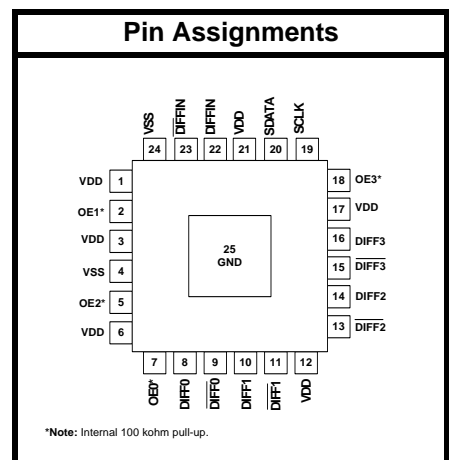 Pin Assignments
VSS
DIFFIN
DIFFIN
VDD
SDATA
SCLK
24 23 22 21 20 19
VDD 1
OE1* 2
VDD 3
VSS 4
OE2* 5
VDD 6
25
GND
18 OE3*
17 VDD
16 DIFF3
15 DIFF3
14 DIFF2
13 DIFF2
7 8 9 10 11 12
OE0*
DIFF0
DIFF0
DIFF1
DIFF1
VDD
*Note: Internal 100 kohm pull-up.